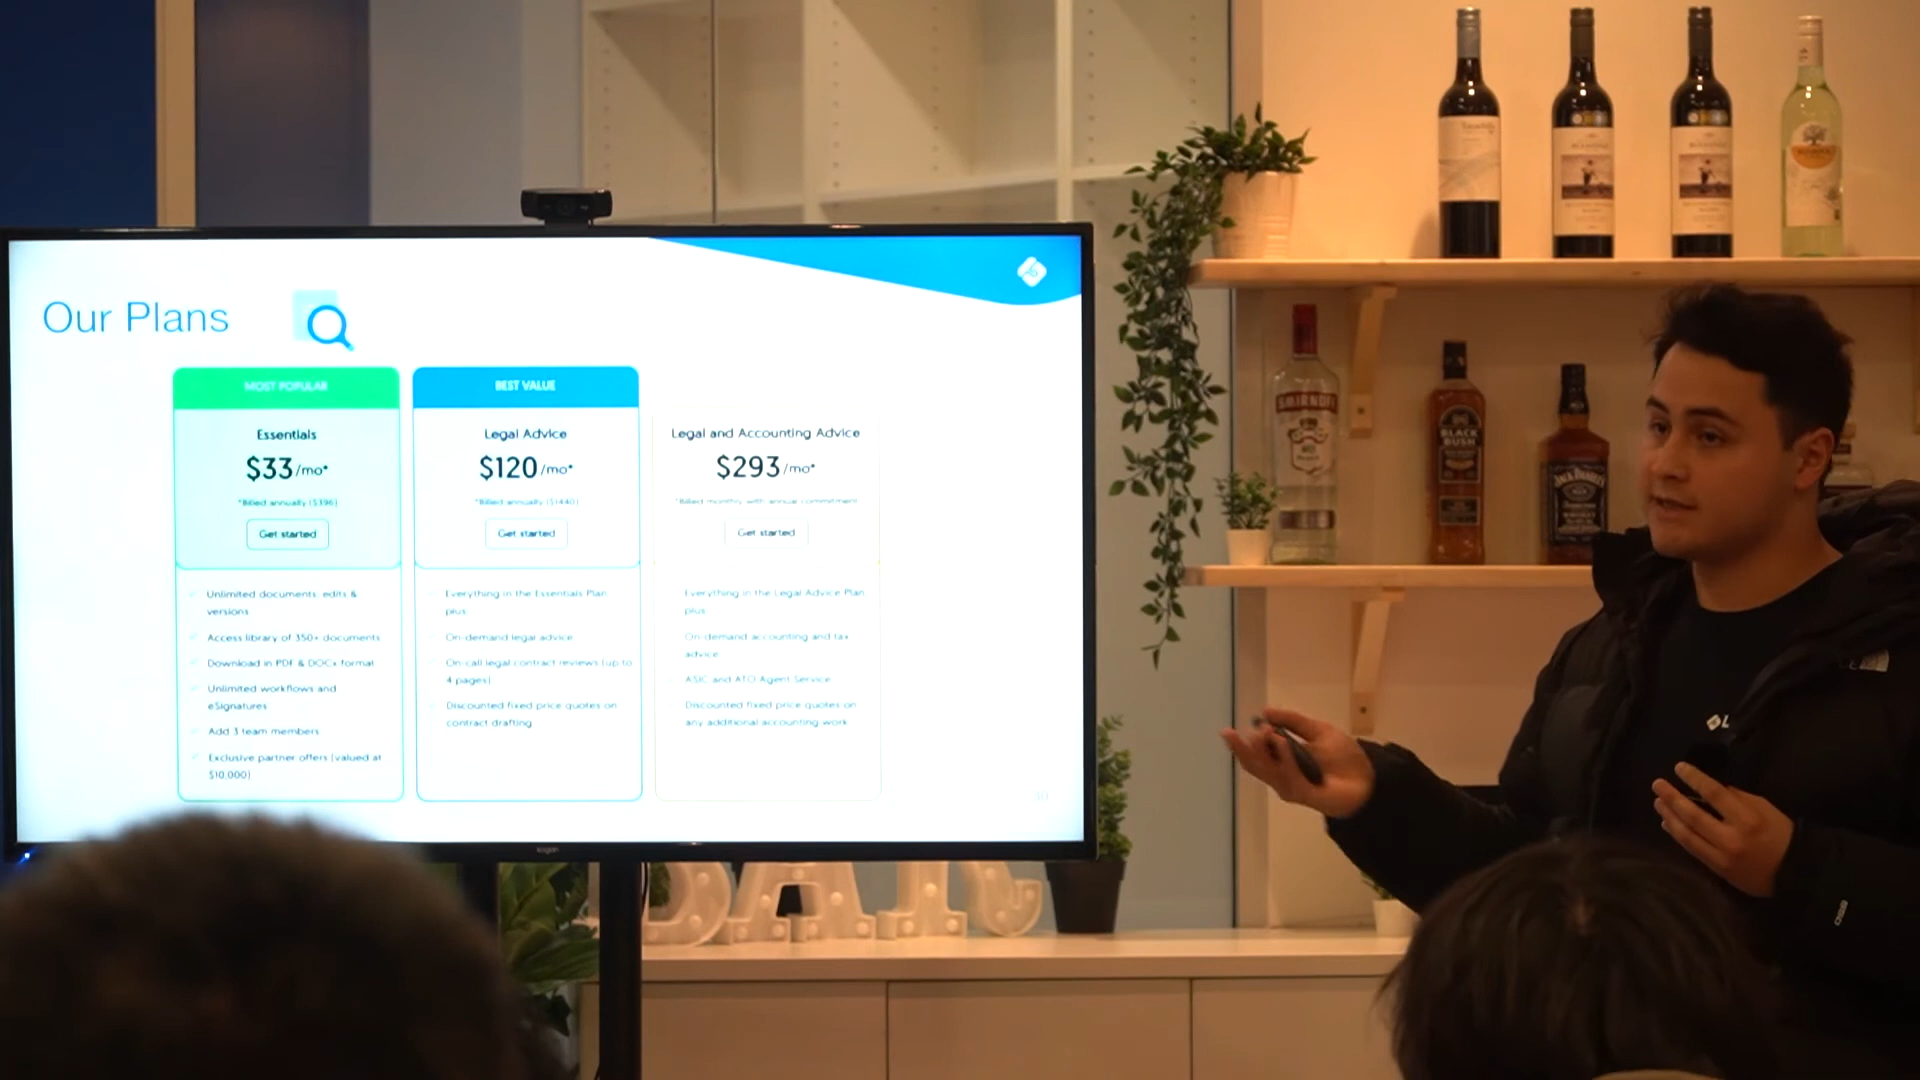 Our Plans
MOST POPULAR
Essentials
$33/mo*
*Billed annually ($396)
Get started
Unlimited documents, edits &
versions
Access library of 350+ documents
Download in PDF & DOCx format
Unlimited workflows and
eSignatures
Add 3 team members
Exclusive partner offers (valued at
$10,000)
BEST VALUE
Legal Advice
$120/mo*
*Billed annually ($1440)
Get started
Everything in the Essentials Plan
plus:
On-demand legal advice
On-call legal contract reviews (up to
4 pages)
Discounted fixed price quotes on
contract drafting
Legal and Accounting Advice
$293/mo*
*Billed monthly with annual commitment
Get started
Everything in the Legal Advice Plan
plus:
On-demand accounting and tax
advice
ASIC and ATO Agent Service
Discounted fixed price quotes on
any additional accounting work
kogan
SMIRNOFF
BLACK
BUSH
JACK DANIEL'S
L